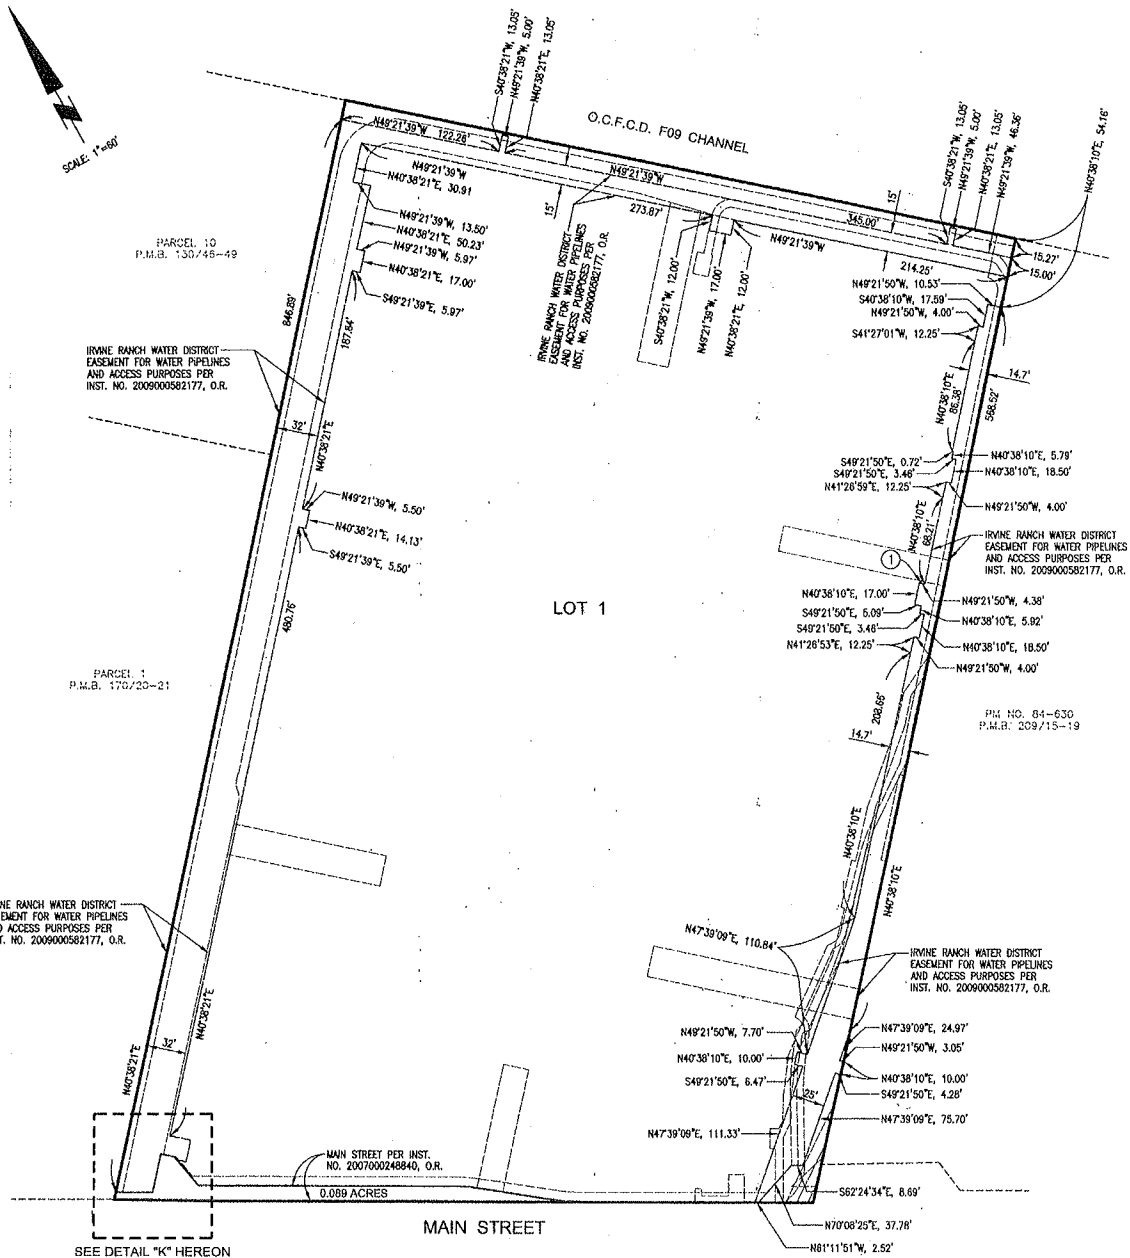 SCALE: 1"=60'
S40°38'21"W, 13.05'
N49°21'39"W, 5.00'
N40°38'21"E, 13.05'
O.C.F.C.D. F09 CHANNEL
S40°38'21"W, 13.05'
N49°21'39"W, 5.00'
N40°38'21"E, 13.05'
N49°21'39"W, 46.36'
N40°38'10"E, 54.16'
N49°21'39"W 122.28'
N49°21'39"W
N40°38'21"E, 30.91
N49°21'39"W
15'
273.87'
345.00'
15'
15.27'
15.00'
214.25'
N49°21'39"W
N49°21'39"W, 13.50'
N40°38'21"E, 50.23'
N49°21'39"W, 5.97'
N40°38'21"E, 17.00'
S49°21'39"E, 5.97'
PARCEL 10
P.M.B. 130/46-49
IRVINE RANCH WATER DISTRICT
EASEMENT FOR WATER PIPELINES
AND ACCESS PURPOSES PER
INST. NO. 2009000582177, O.R.
S40°38'21"W, 12.00'
N49°21'39"W, 17.00'
N40°38'21"E, 12.00'
N49°21'50"W, 10.53'
S40°38'10"W, 17.59'
N49°21'50"W, 4.00'
S41°27'01"W, 12.25'
14.7'
846.89'
187.84'
IRVINE RANCH WATER DISTRICT
EASEMENT FOR WATER PIPELINES
AND ACCESS PURPOSES PER
INST. NO. 2009000582177, O.R.
32'
N40°38'21"E
N40°38'10"E
86.38'
568.52'
S49°21'50"E, 0.72'
S49°21'50"E, 3.46'
N41°26'59"E, 12.25'
N40°38'10"E, 5.79'
N40°38'10"E, 18.50'
N49°21'50"W, 4.00'
N49°21'39"W, 5.50'
N40°38'21"E, 14.13'
S49°21'39"E, 5.50'
N40°38'10"E
68.21'
IRVINE RANCH WATER DISTRICT
EASEMENT FOR WATER PIPELINES
AND ACCESS PURPOSES PER
INST. NO. 2009000582177, O.R.
1
LOT 1
N40°38'10"E, 17.00'
S49°21'50"E, 5.09'
S49°21'50"E, 3.46'
N41°26'53"E, 12.25'
N49°21'50"W, 4.38'
N40°38'10"E, 5.92'
N40°38'10"E, 18.50'
N49°21'50"W, 4.00'
480.76'
PARCEL 1
P.M.B. 170/20-21
208.65'
14.7'
PM NO. 84-630
P.M.B. 209/15-19
N40°38'10"E
N40°38'10"E
NE RANCH WATER DISTRICT
EMENT FOR WATER PIPELINES
D ACCESS PURPOSES PER
T. NO. 2009000582177, O.R.
N47°39'09"E, 110.84'
IRVINE RANCH WATER DISTRICT
EASEMENT FOR WATER PIPELINES
AND ACCESS PURPOSES PER
INST. NO. 2009000582177, O.R.
N40°38'21"E
N40°38'21"E
32'
N49°21'50"W, 7.70'
N40°38'10"E, 10.00'
S49°21'50"E, 6.47'
25'
N47°39'09"E, 24.97'
N49°21'50"W, 3.05'
N40°38'10"E, 10.00'
S49°21'50"E, 4.28'
N47°39'09"E, 75.70'
N47°39'09"E, 111.33'
MAIN STREET PER INST.
NO. 2007000248840, O.R.
0.089 ACRES
S62°24'34"E, 8.69'
MAIN STREET
N70°08'25"E, 37.78'
N61°11'51"W, 2.52'
SEE DETAIL "K" HEREON